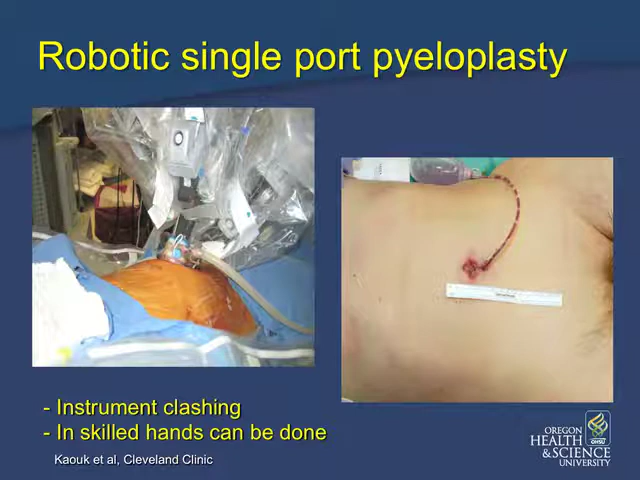 Robotic single port pyeloplasty
- Instrument clashing
- In skilled hands can be done
Kaouk et al, Cleveland Clinic
OREGON
HEALTH
& SCIENCE
UNIVERSITY
OHSU